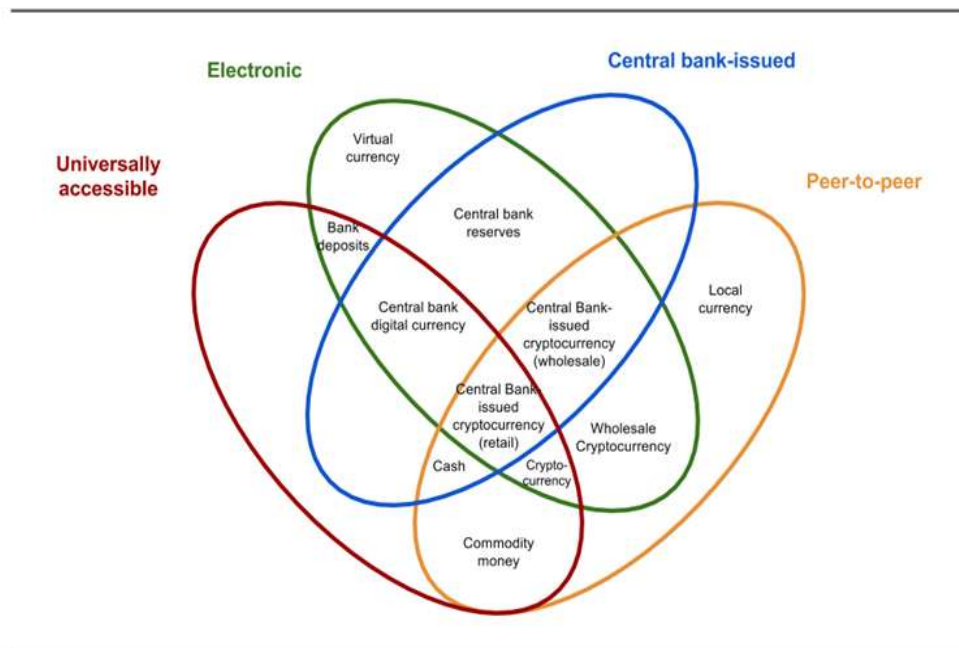 Electronic
Central bank-issued
Universally
accessible
Peer-to-peer
Virtual
currency
Bank
deposits
Central bank
reserves
Local
currency
Central bank
digital currency
Central Bank-
issued
cryptocurrency
(wholesale)
Central Bank-
issued
cryptocurrency
(retail)
Wholesale
Cryptocurrency
Cash
Crypto-
currency
Commodity
money